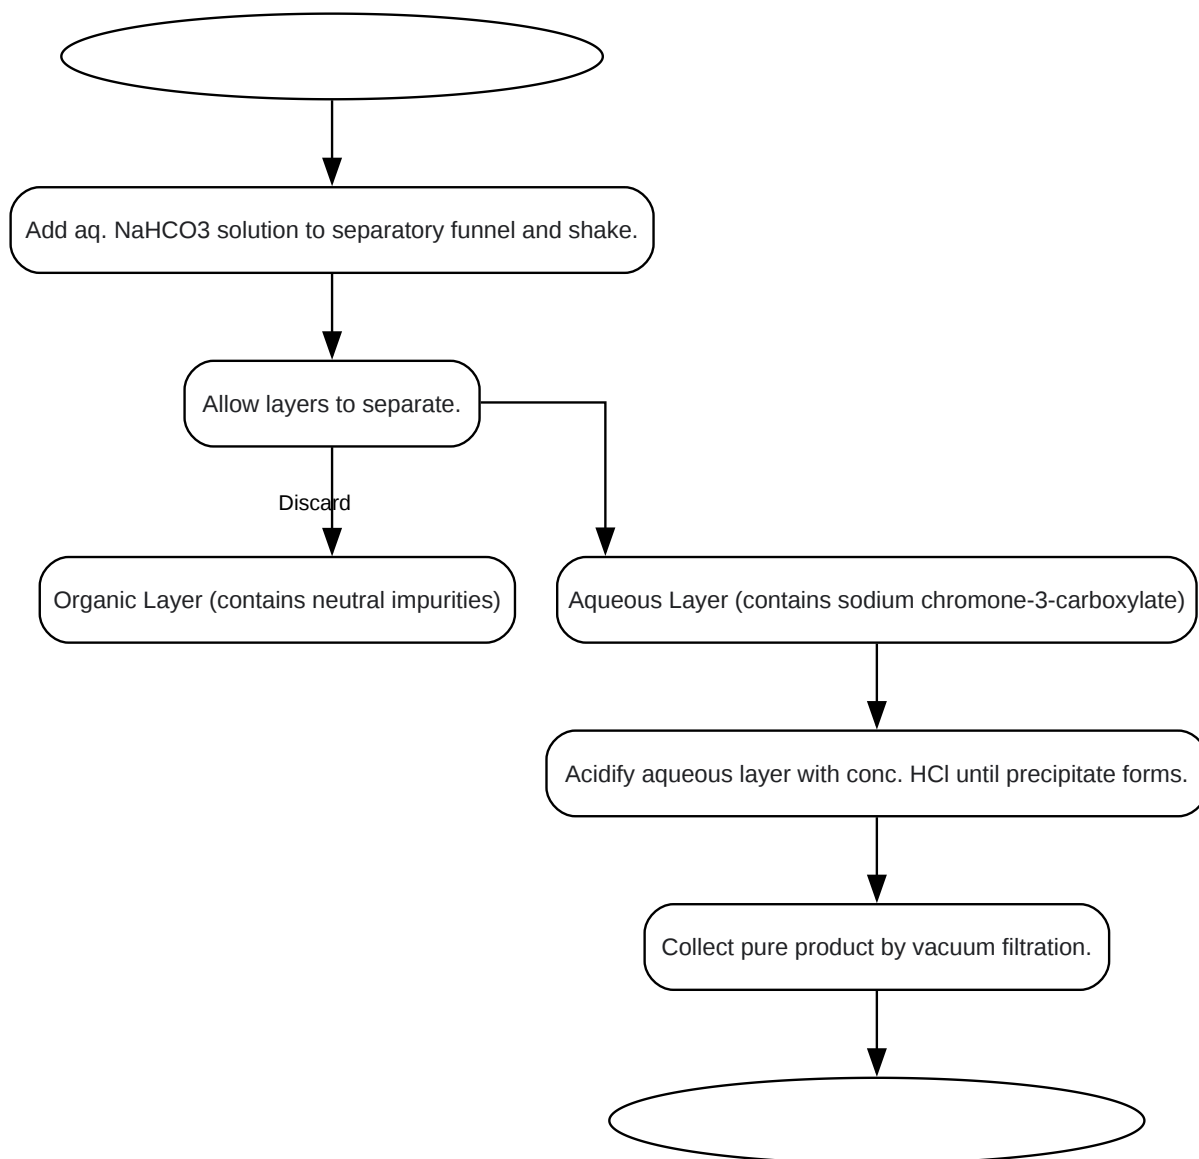 Add aq. NaHCO3 solution to separatory funnel and shake.
Allow layers to separate.
Discard
Organic Layer (contains neutral impurities)
Aqueous Layer (contains sodium chromone-3-carboxylate)
Acidify aqueous layer with conc. HCl until precipitate forms.
Collect pure product by vacuum filtration.